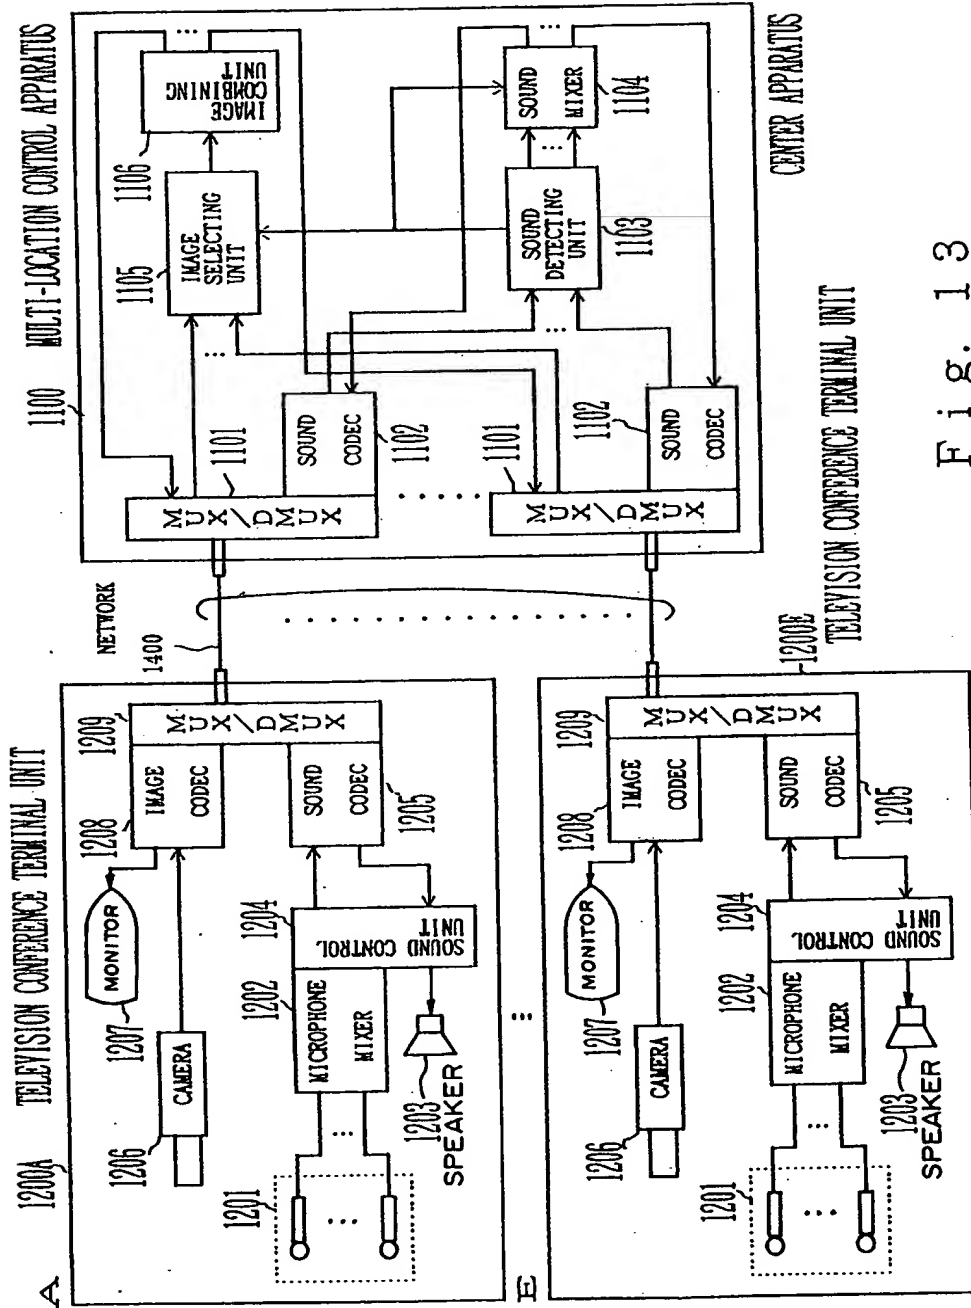 A
TELEVISION CONFERENCE TERMINAL UNIT
1200A
1206
CAMERA
1207
MONITOR
1208
IMAGE
CODEC
1209
MUX/DMUX
1201
...
...
1202
MICROPHONE
MIXER
1203
SPEAKER
1204
SOUND CONTROL
UNIT
SOUND
CODEC
1205
...
E
1206
CAMERA
1207
MONITOR
1208
IMAGE
CODEC
1209
MUX/DMUX
1201
...
...
1202
MICROPHONE
MIXER
1203
SPEAKER
1204
SOUND CONTROL
UNIT
SOUND
CODEC
1205
1200E
TELEVISION CONFERENCE TERMINAL UNIT
NETWORK
1400
1100
MULTI-LOCATION CONTROL APPARATUS
MUX/DMUX
1101
SOUND
CODEC
1102
1105
IMAGE
SELECTING
UNIT
1106
IMAGE
COMBINING
UNIT
...
...
MUX/DMUX
1101
SOUND
CODEC
1102
...
SOUND
DETECTING
UNIT
1103
...
SOUND
MIXER
1104
...
CENTER APPARATUS
Fig. 13